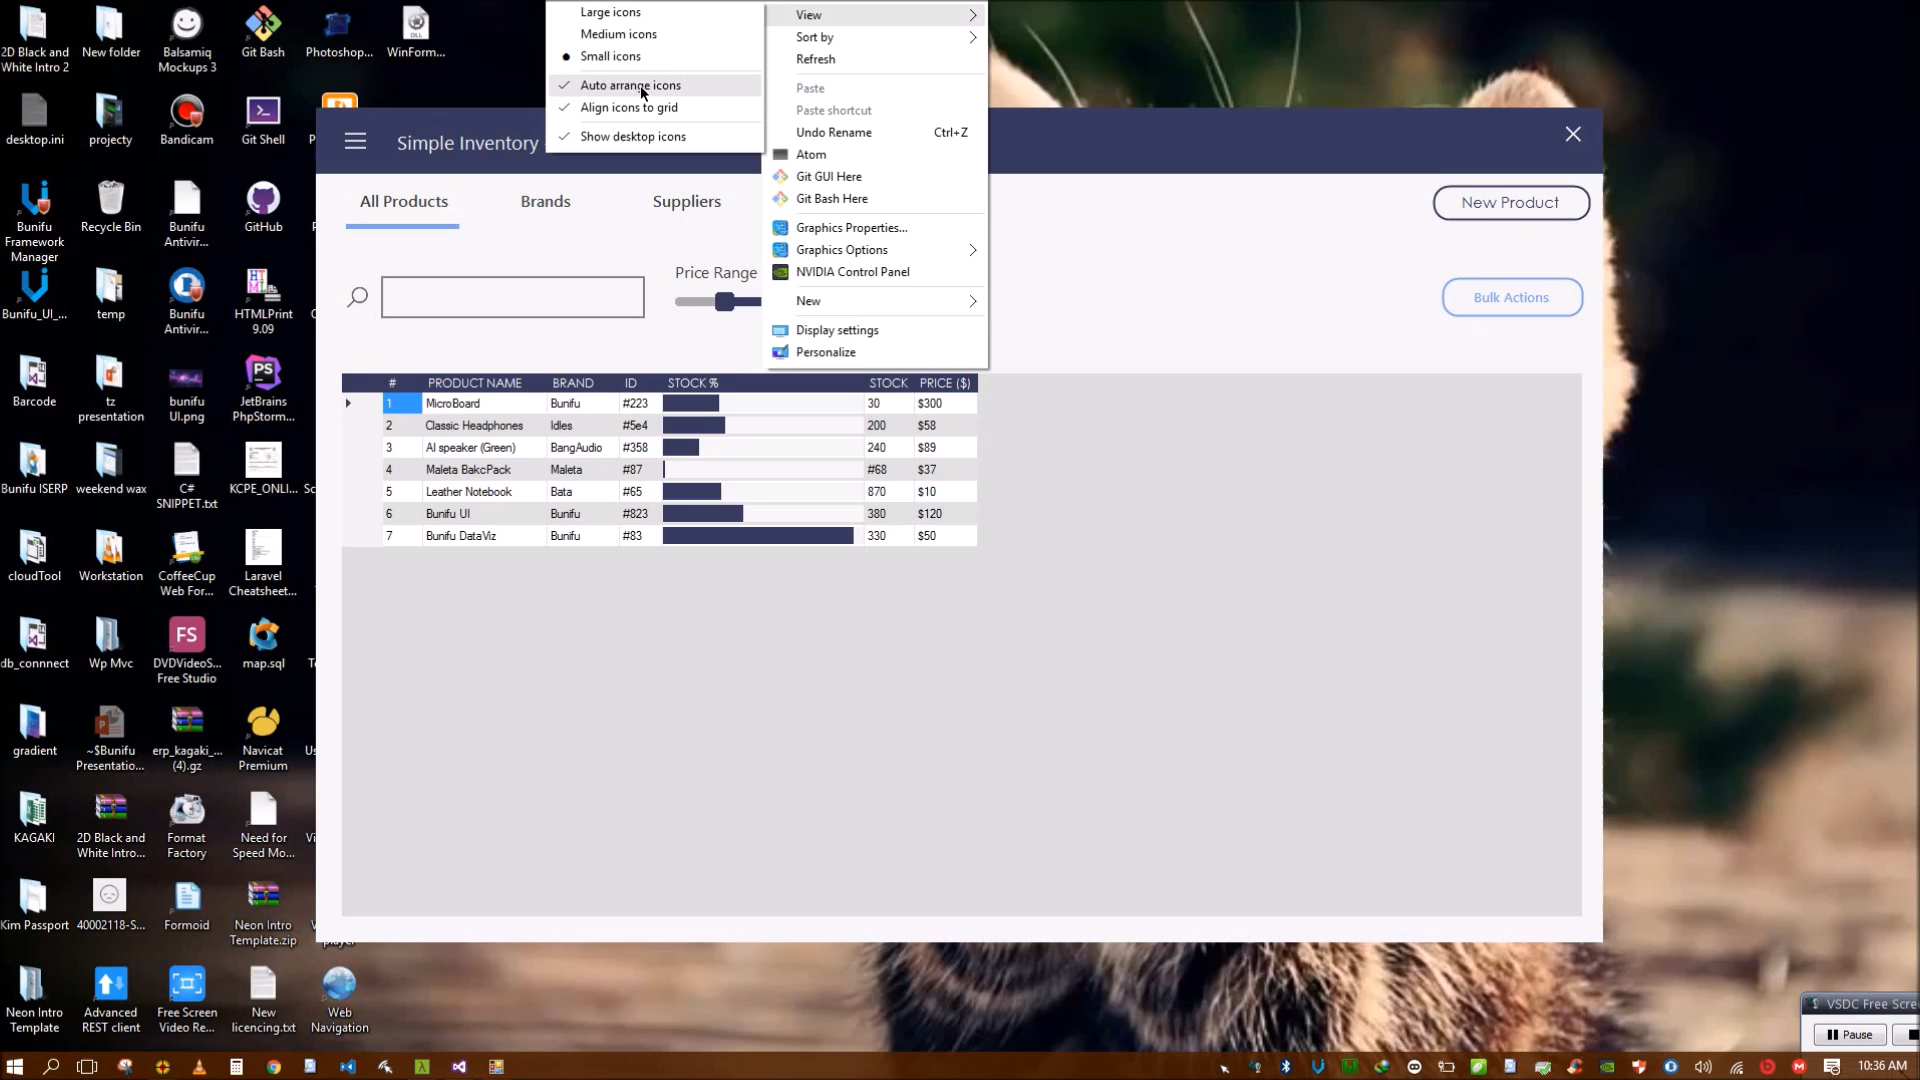 2D Black and
White Intro 2
New folder
Balsamiq
Mockups 3
Git Bash
Photoshop...
WinForm...
desktop.ini
projecty
Bandicam
Git Shell
Bunifu
Framework
Manager
Recycle Bin
Bunifu
Antivir...
GitHub
Bunifu_UI_...
temp
Bunifu
Antivir...
HTMLPrint
9.09
Barcode
tz
presentation
bunifu
UI.png
JetBrains
PhpStorm...
Bunifu ISERP
weekend wax
C#
SNIPPET.txt
KCPE_ONLI...
cloudTool
Workstation
CoffeeCup
Web For...
Laravel
Cheatsheet...
db_connnect
Wp Mvc
DVDVideoS...
Free Studio
map.sql
gradient
~$Bunifu
Presentatio...
erp_kagaki_...
(4).gz
Navicat
Premium
KAGAKI
2D Black and
White Intro...
Format
Factory
Need for
Speed Mo...
Kim Passport
40002118-S...
Formoid
Neon Intro
Template.zip
player
Neon Intro
Template
Advanced
REST client
Free Screen
Video Re...
New
licencing.txt
Web
Navigation
Large icons
Medium icons
Small icons
Auto arrange icons
Align icons to grid
Show desktop icons
View
Sort by
Refresh
Paste
Paste shortcut
Undo Rename Ctrl+Z
Atom
Git GUI Here
Git Bash Here
Graphics Properties...
Graphics Options
NVIDIA Control Panel
New
Display settings
Personalize
Simple Inventory
All Products Brands Suppliers
New Product
Price Range
Bulk Actions
# PRODUCT NAME BRAND ID STOCK % STOCK PRICE ($)
1 MicroBoard Bunifu #223 30 $300
2 Classic Headphones Idles #5e4 200 $58
3 AI speaker (Green) BangAudio #358 240 $89
4 Maleta BakcPack Maleta #87 #68 $37
5 Leather Notebook Bata #65 870 $10
6 Bunifu UI Bunifu #823 380 $120
7 Bunifu DataViz Bunifu #83 330 $50
VSDC Free Scre
Pause
10:36 AM